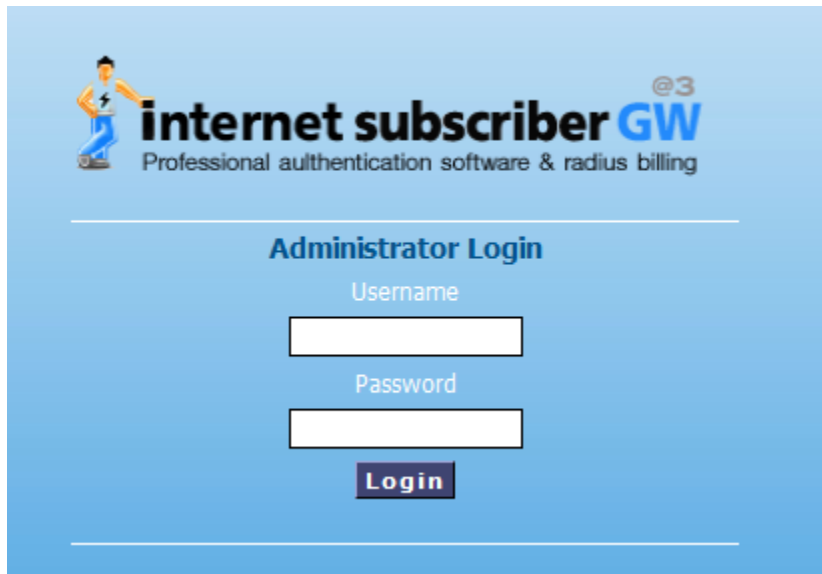 @3
internet subscriber GW
Professional aulthentication software & radius billing
Administrator Login
Username
Password
Login